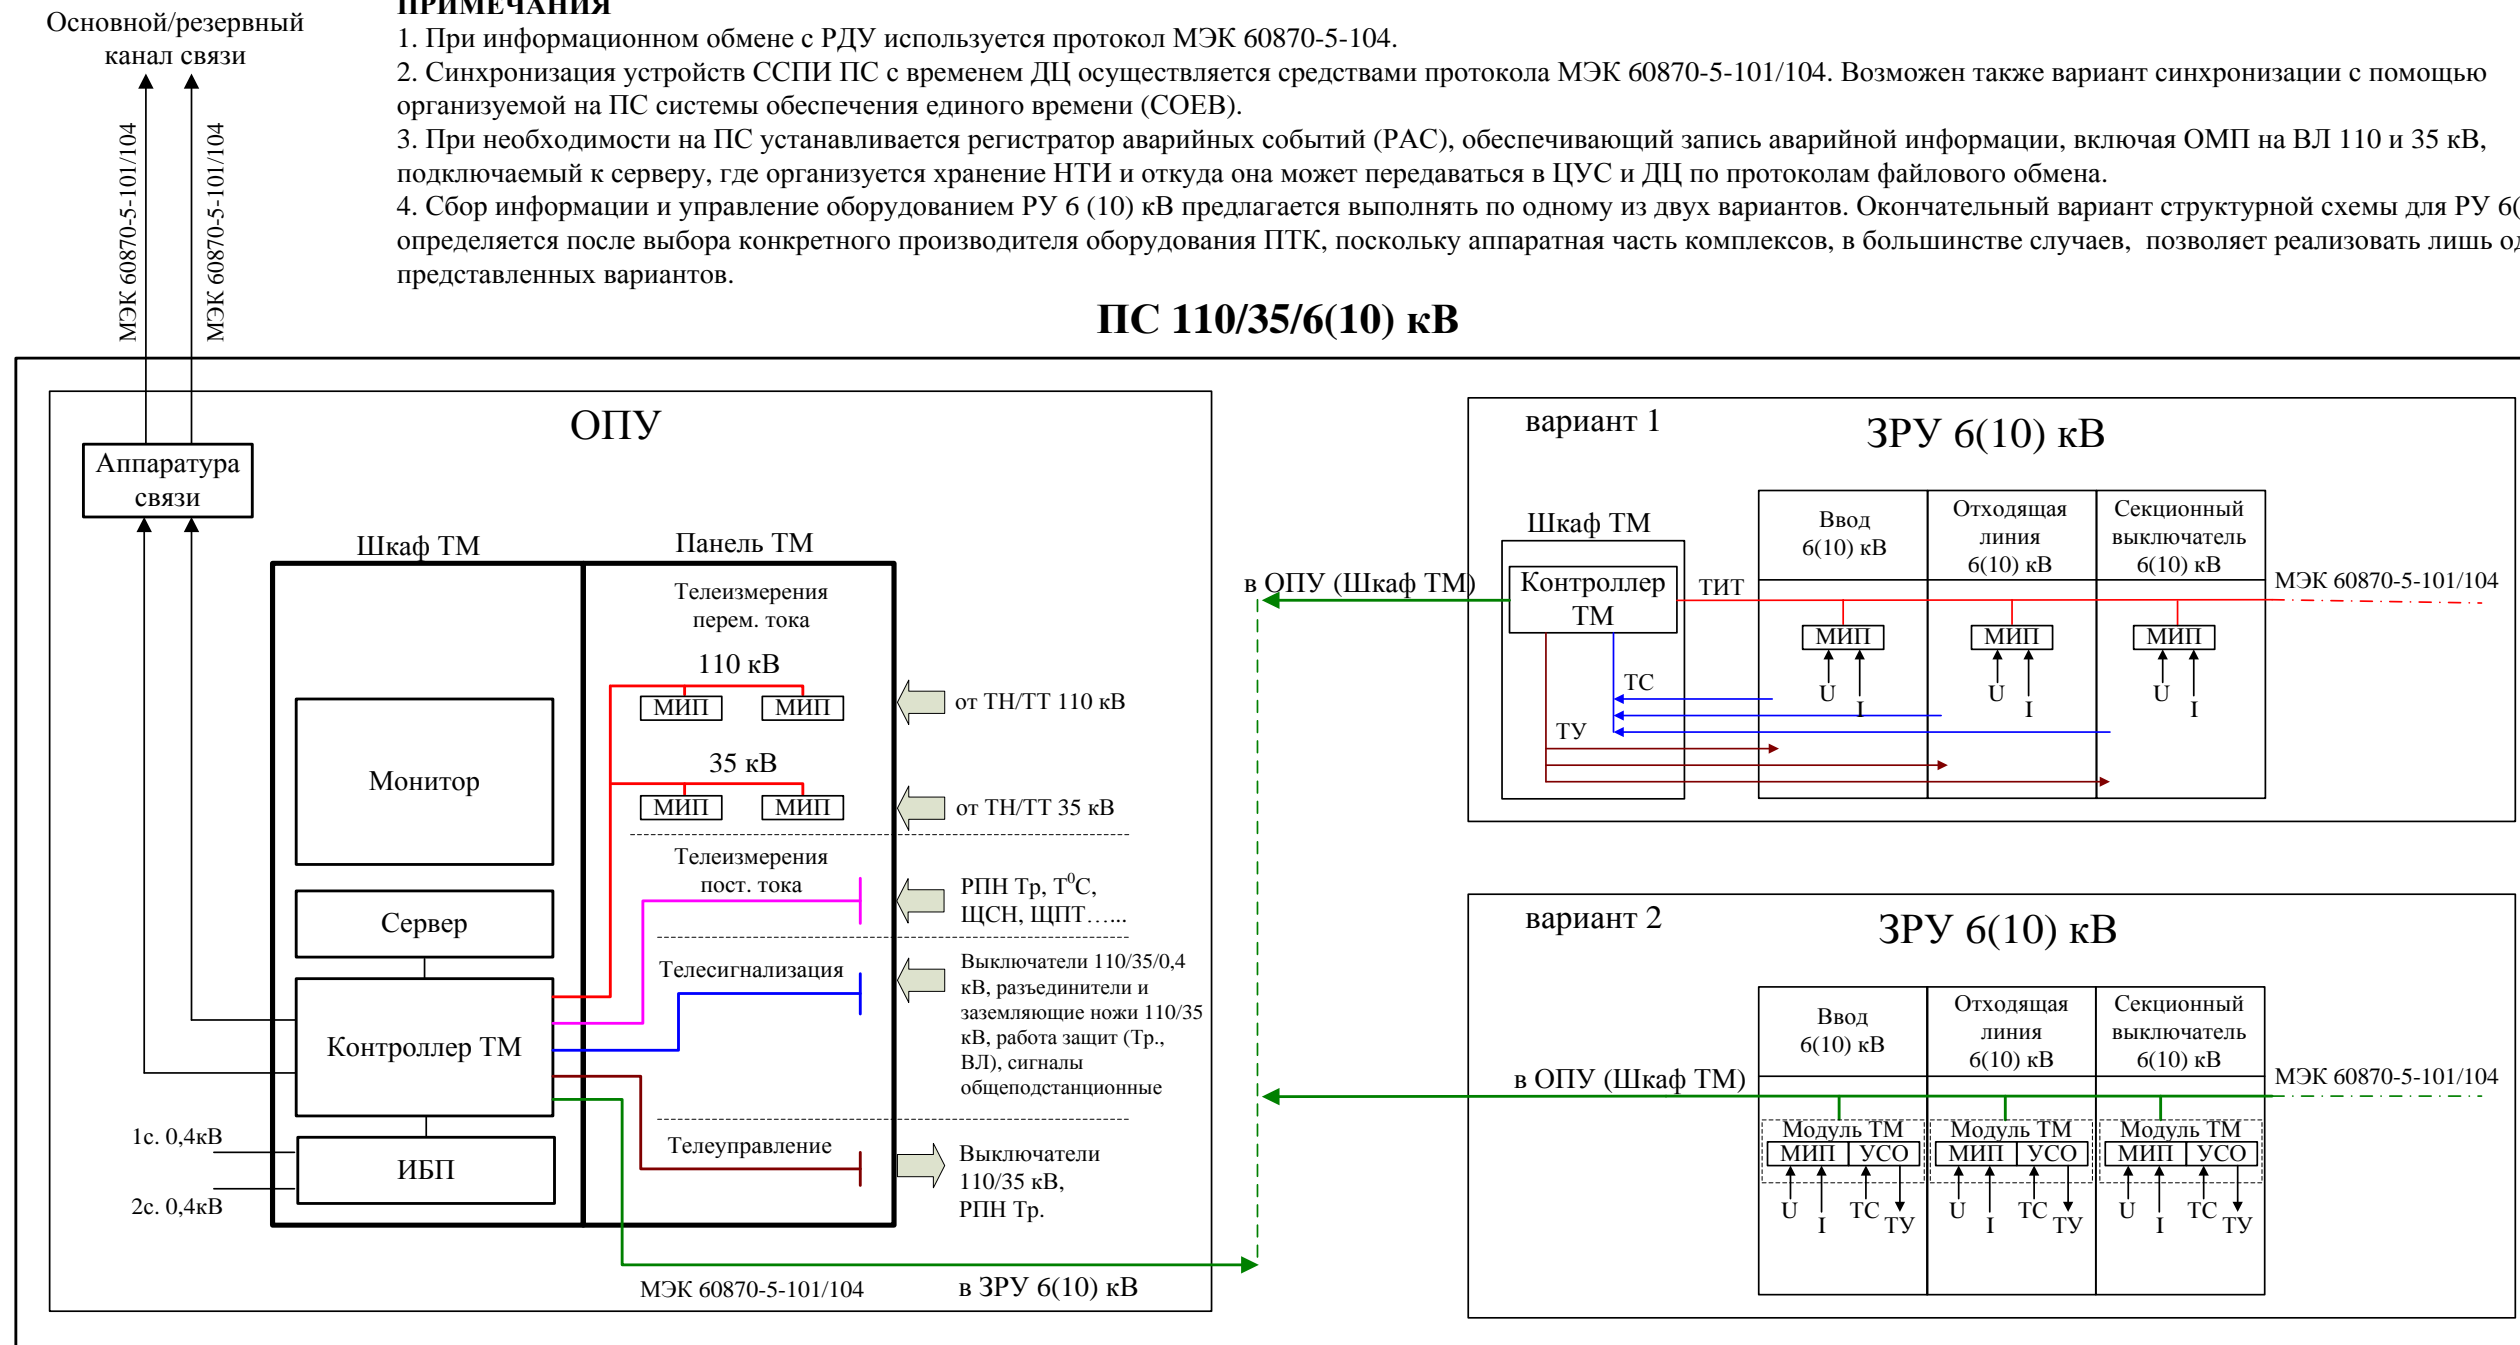 Основной/резервный
канал связи
МЭК 60870-5-101/104
МЭК 60870-5-101/104
ПРИМЕЧАНИЯ
1. При информационном обмене с РДУ используется протокол МЭК 60870-5-104.
2. Синхронизация устройств ССПИ ПС с временем ДЦ осуществляется средствами протокола МЭК 60870-5-101/104. Возможен также вариант синхронизации с помощью
организуемой на ПС системы обеспечения единого времени (СОЕВ).
3. При необходимости на ПС устанавливается регистратор аварийных событий (РАС), обеспечивающий запись аварийной информации, включая ОМП на ВЛ 110 и 35 кВ,
подключаемый к серверу, где организуется хранение НТИ и откуда она может передаваться в ЦУС и ДЦ по протоколам файлового обмена.
4. Сбор информации и управление оборудованием РУ 6 (10) кВ предлагается выполнять по одному из двух вариантов. Окончательный вариант структурной схемы для РУ 6(
определяется после выбора конкретного производителя оборудования ПТК, поскольку аппаратная часть комплексов, в большинстве случаев, позволяет реализовать лишь
представленных вариантов.
ПС 110/35/6(10) кВ
ОПУ
Аппаратура
связи
Шкаф ТМ
Панель ТМ
Монитор
Сервер
Контроллер ТМ
ИБП
1с. 0,4кВ
2с. 0,4кВ
Телеизмерения
перем. тока
110 кВ
МИП МИП
от ТН/ТТ 110 кВ
35 кВ
МИП МИП
от ТН/ТТ 35 кВ
Телеизмерения
пост. тока
РПН Тр, Т⁰С,
ЩСН, ЩПТ…...
Телесигнализация
Выключатели 110/35/0,4
кВ, разъединители и
заземляющие ножи 110/35
кВ, работа защит (Тр.,
ВЛ), сигналы
общеподстанционные
Телеуправление
Выключатели
110/35 кВ,
РПН Тр.
МЭК 60870-5-101/104
в ЗРУ 6(10) кВ
вариант 1
ЗРУ 6(10) кВ
в ОПУ (Шкаф ТМ)
Шкаф ТМ
Контроллер
ТМ
ТИТ
ТС
ТУ
Ввод
6(10) кВ
Отходящая
линия
6(10) кВ
Секционный
выключатель
6(10) кВ
МЭК 60870-5-101/104
МИП МИП МИП
U I U I U I
вариант 2
ЗРУ 6(10) кВ
в ОПУ (Шкаф ТМ)
Ввод
6(10) кВ
Отходящая
линия
6(10) кВ
Секционный
выключатель
6(10) кВ
МЭК 60870-5-101/104
Модуль ТМ Модуль ТМ Модуль ТМ
МИП УСО МИП УСО МИП УСО
U I ТС ТУ U I ТС ТУ U I ТС ТУ